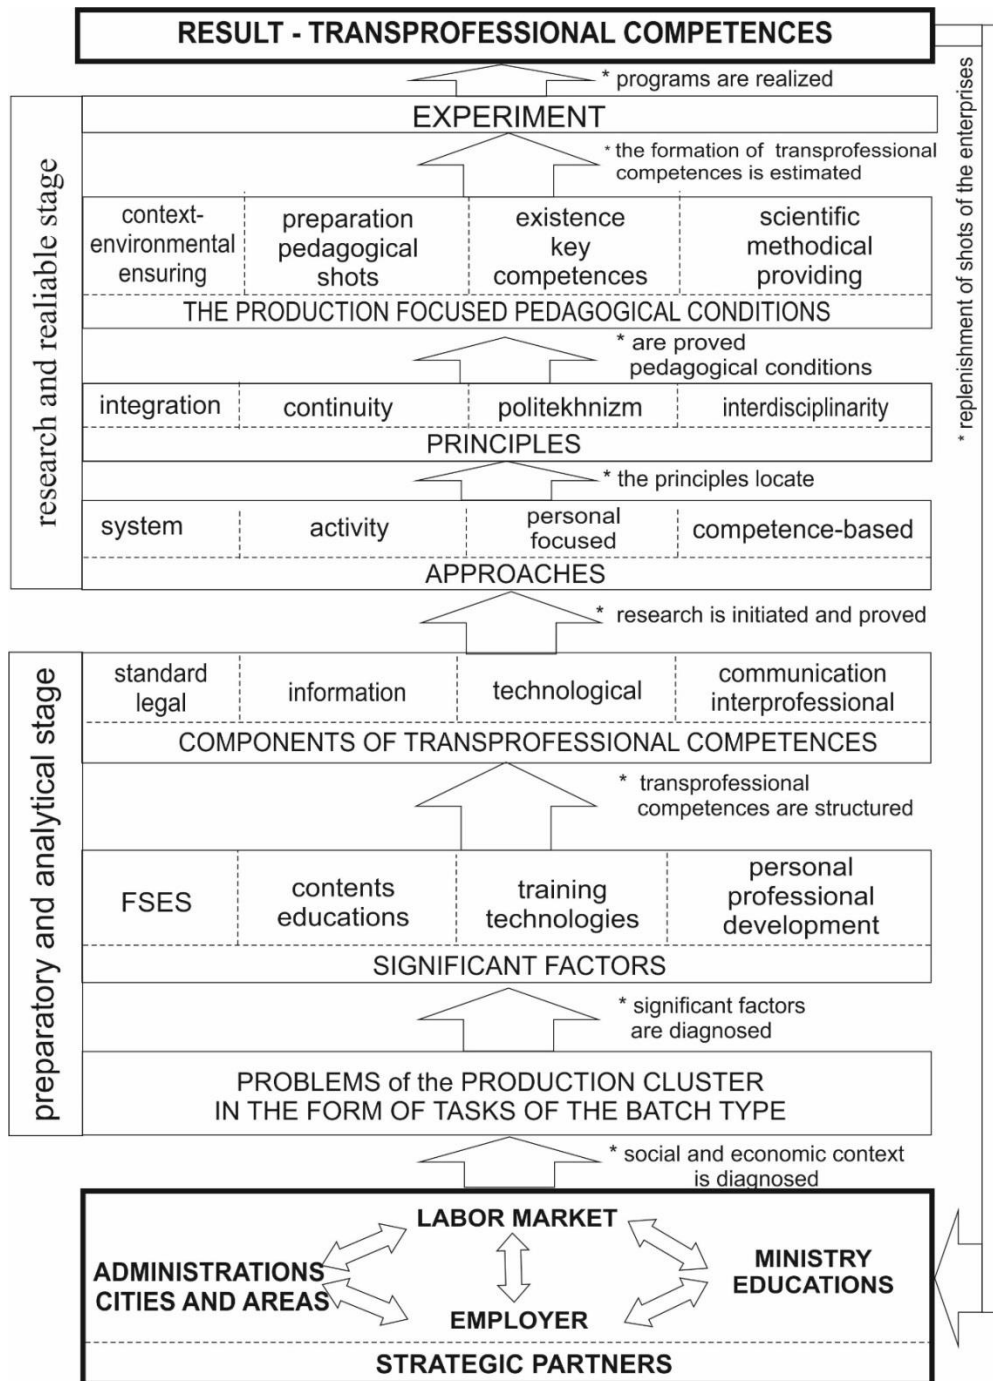 RESULT - TRANSPROFESSIONAL COMPETENCES
* programs are realized
EXPERIMENT
* the formation of transprofessional
competences is estimated
context-
environmental
ensuring
preparation
pedagogical
shots
existence
key
competences
scientific
methodical
providing
THE PRODUCTION FOCUSED PEDAGOGICAL CONDITIONS
* are proved
pedagogical conditions
integration
continuity
politekhnizm
interdisciplinarity
PRINCIPLES
* the principles locate
system
activity
personal
focused
competence-based
APPROACHES
research and realiable stage
* research is initiated and proved
standard
legal
information
technological
communication
interprofessional
COMPONENTS OF TRANSPROFESSIONAL COMPETENCES
* transprofessional
competences are structured
FSES
contents
educations
training
technologies
personal
professional
development
SIGNIFICANT FACTORS
* significant factors
are diagnosed
PROBLEMS of the PRODUCTION CLUSTER
IN THE FORM OF TASKS OF THE BATCH TYPE
preparatory and analytical stage
* social and economic context
is diagnosed
LABOR MARKET
ADMINISTRATIONS
CITIES AND AREAS
MINISTRY
EDUCATIONS
EMPLOYER
STRATEGIC PARTNERS
* replenishment of shots of the enterprises